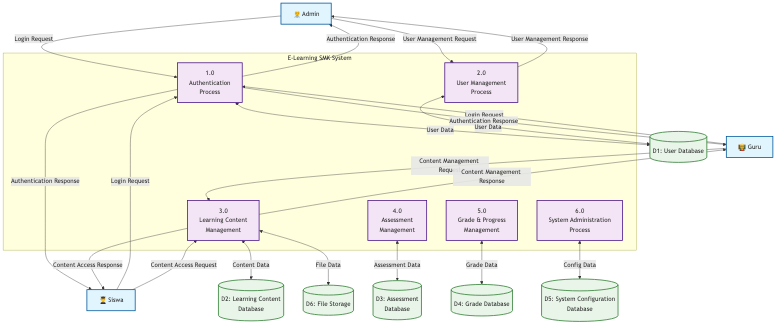 Admin
Login Request
Authentication Response
User Management Request
User Management Response
E-Learning SMK System
1.0
Authentication
Process
2.0
User Management
Process
Login Request
Authentication Response
User Data
User Data
D1: User Database
Guru
Content Management
Requ
Content Management
Response
Authentication Response
Login Request
3.0
Learning Content
Management
4.0
Assessment
Management
5.0
Grade & Progress
Management
6.0
System Administration
Process
Content Access Response
Content Access Request
Content Data
File Data
Assessment Data
Grade Data
Config Data
Siswa
D2: Learning Content
Database
D6: File Storage
D3: Assessment
Database
D4: Grade Database
D5: System Configuration
Database